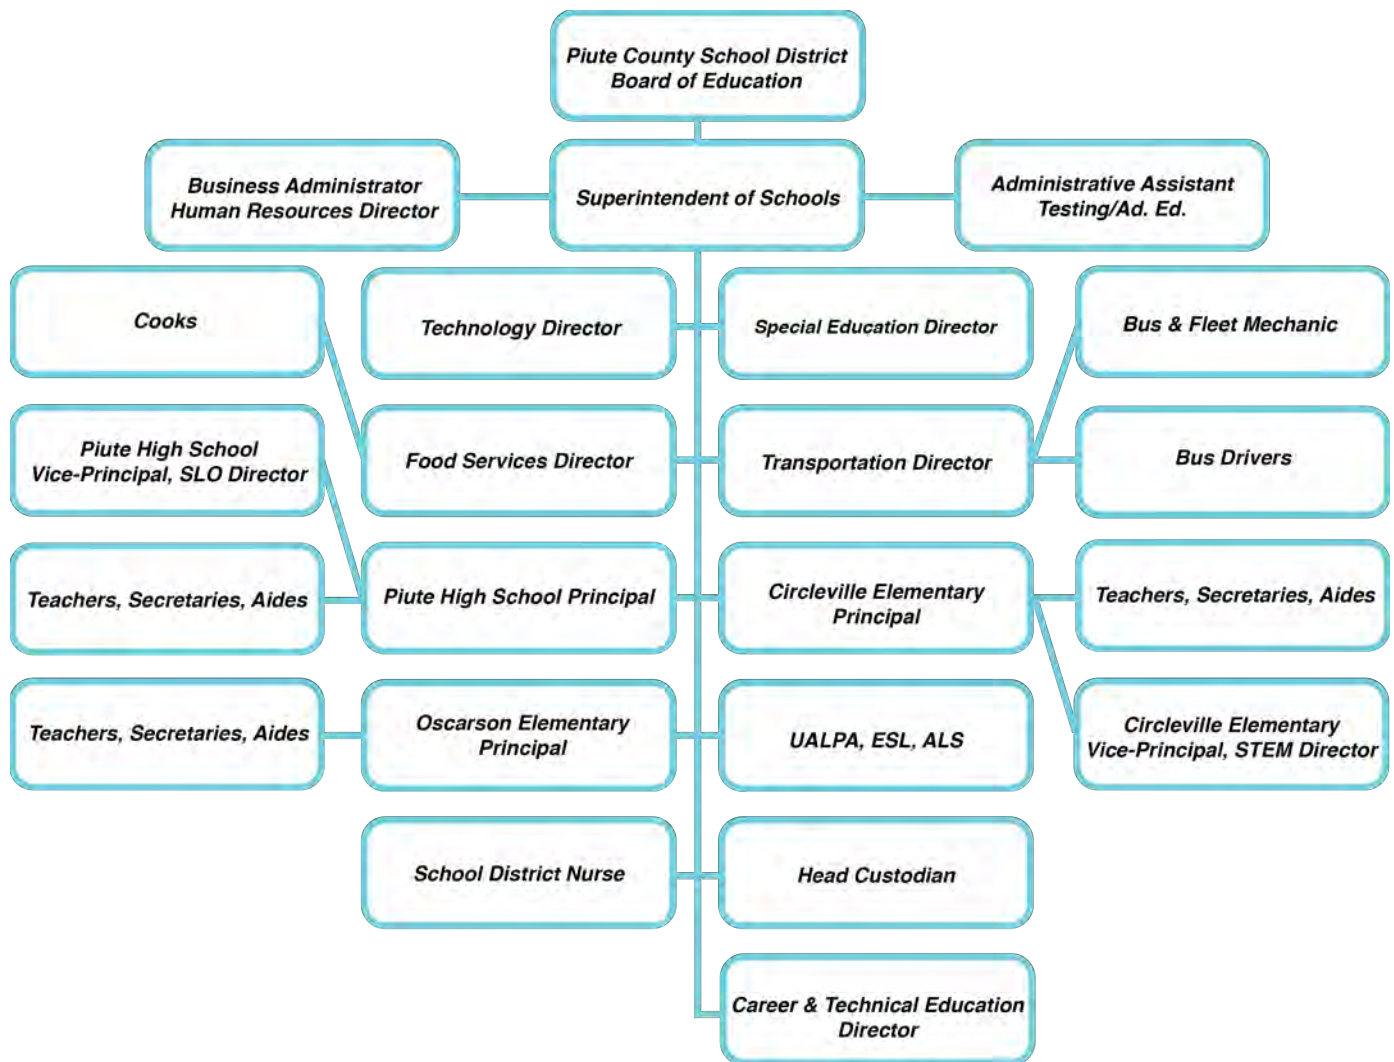 Piute County School District
Board of Education
Business Administrator
Human Resources Director
Superintendent of Schools
Administrative Assistant
Testing/Ad. Ed.
Cooks
Technology Director
Special Education Director
Bus & Fleet Mechanic
Piute High School
Vice-Principal, SLO Director
Food Services Director
Transportation Director
Bus Drivers
Teachers, Secretaries, Aides
Piute High School Principal
Circleville Elementary
Principal
Teachers, Secretaries, Aides
Teachers, Secretaries, Aides
Oscarson Elementary
Principal
UALPA, ESL, ALS
Circleville Elementary
Vice-Principal, STEM Director
School District Nurse
Head Custodian
Career & Technical Education
Director